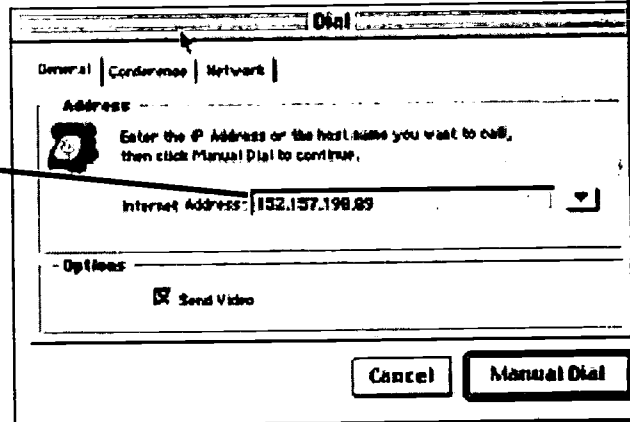 Dial
General Conference Network
Address
Enter the IP Address or the host name you want to call,
then click Manual Dial to continue.
Internet Address: 152.157.198.89
Options
Send Video
Cancel Manual Dial